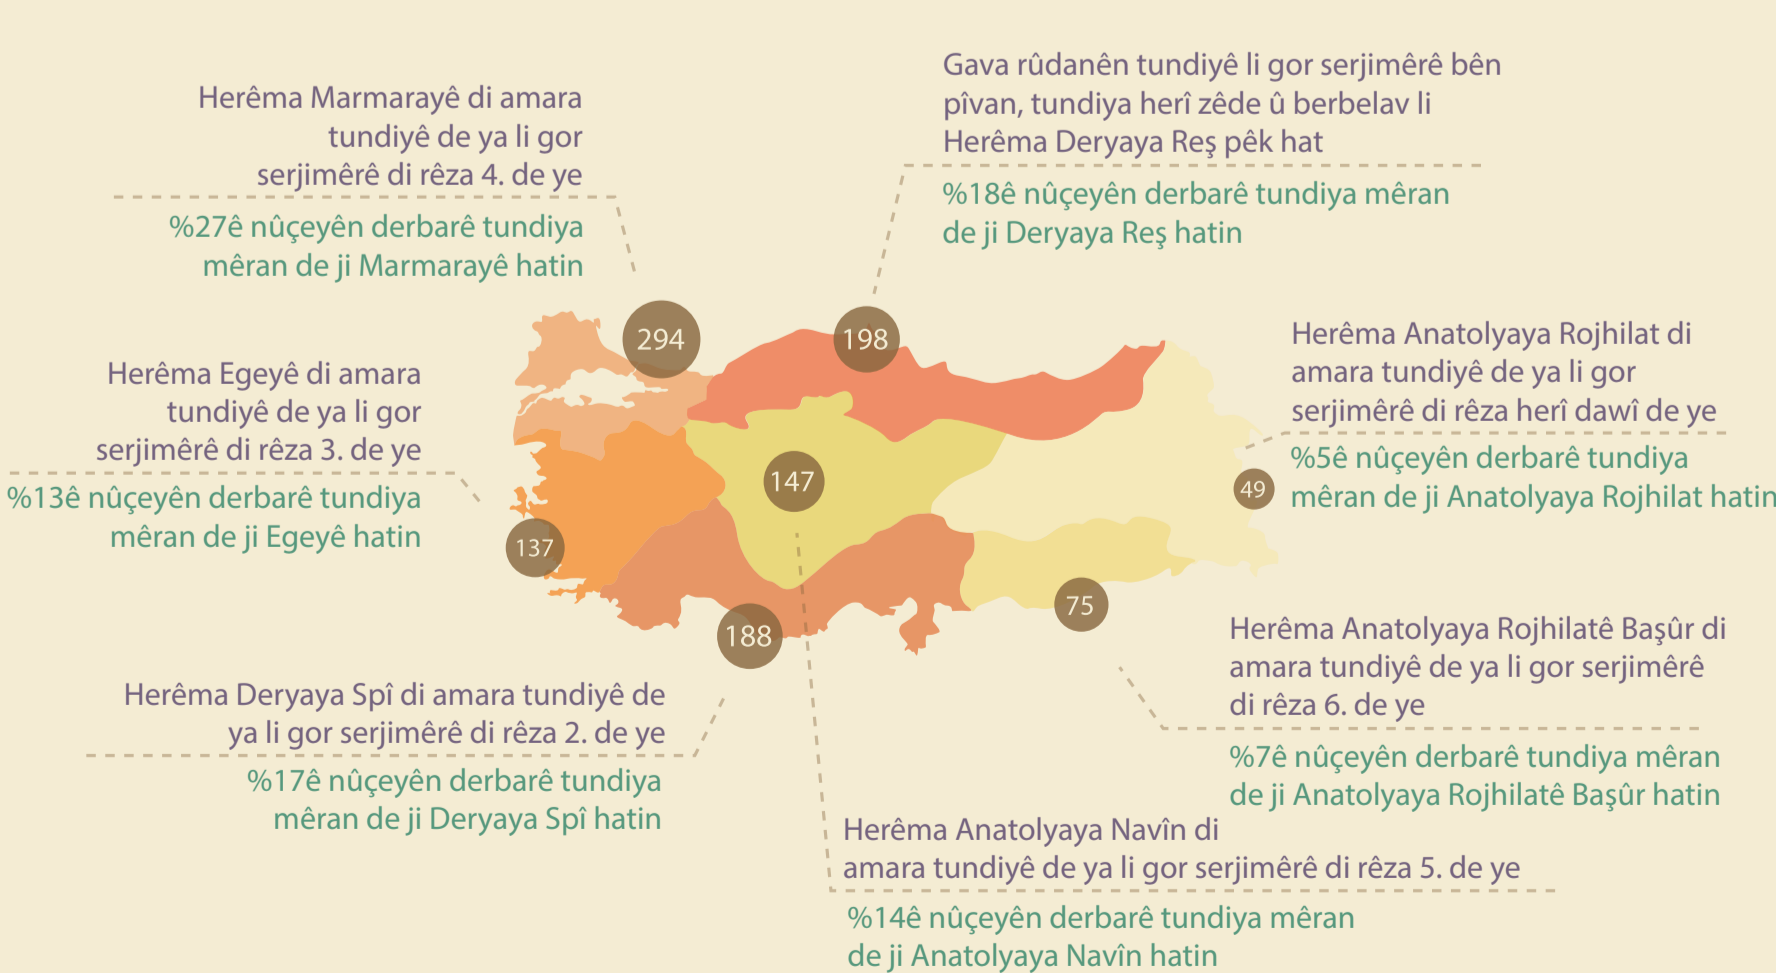 Herêma Marmarayê di amara
tundiyê de ya li gor
serjimêrê di rêza 4. de ye
%27ê nûçeyên derbarê tundiya
mêran de ji Marmarayê hatin
Gava rûdanên tundiyê li gor serjimêrê bên
pîvan, tundiya herî zêde û berbelav li
Herêma Deryaya Reş pêk hat
%18ê nûçeyên derbarê tundiya mêran
de ji Deryaya Reş hatin
294
198
Herêma Egeyê di amara
tundiyê de ya li gor
serjimêrê di rêza 3. de ye
%13ê nûçeyên derbarê tundiya
mêran de ji Egeyê hatin
137
147
Herêma Anatolyaya Rojhilat di
amara tundiyê de ya li gor
serjimêrê di rêza herî dawî de ye
%5ê nûçeyên derbarê tundiya
mêran de ji Anatolyaya Rojhilat hatin
49
188
75
Herêma Deryaya Spî di amara tundiyê de
ya li gor serjimêrê di rêza 2. de ye
%17ê nûçeyên derbarê tundiya
mêran de ji Deryaya Spî hatin
Herêma Anatolyaya Rojhilatê Başûr di
amara tundiyê de ya li gor serjimêrê
di rêza 6. de ye
%7ê nûçeyên derbarê tundiya mêran
de ji Anatolyaya Rojhilatê Başûr hatin
Herêma Anatolyaya Navîn di
amara tundiyê de ya li gor serjimêrê di rêza 5. de ye
%14ê nûçeyên derbarê tundiya mêran
de ji Anatolyaya Navîn hatin